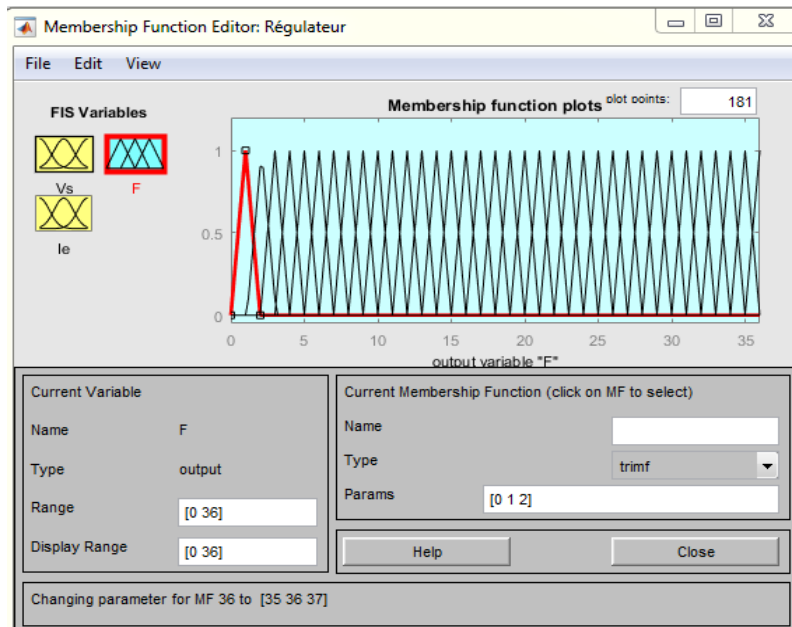 Membership Function Editor: Régulateur
File Edit View
FIS Variables
Vs
F
Ie
Membership function plots
plot points:
181
1
0.5
0
0 5 10 15 20 25 30 35
output variable "F"
Current Variable
Name F
Type output
Range [0 36]
Display Range [0 36]
Current Membership Function (click on MF to select)
Name
Type trimf
Params [0 1 2]
Help Close
Changing parameter for MF 36 to [35 36 37]